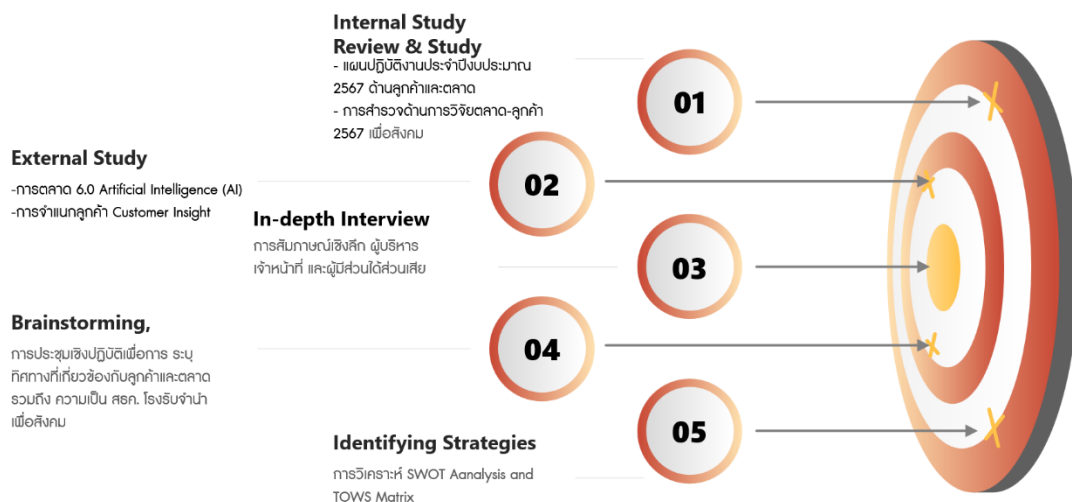 Internal Study
Review & Study
- แผนปฏิบัติงานประจำปีงบประมาณ
2567 ด้านลูกค้าและตลาด
- การสำรวจด้านการวิจัยตลาด-ลูกค้า
2567 เพื่อสังคม
01
External Study
-การตลาด 6.0 Artificial Intelligence (AI)
-การจำแนกลูกค้า Customer Insight
02
In-depth Interview
การสัมภาษณ์เชิงลึก ผู้บริหาร
เจ้าหน้าที่ และผู้มีส่วนได้ส่วนเสีย
03
Brainstorming,
การประชุมเชิงปฏิบัติเพื่อการ ระบุ
ทิศทางที่เกี่ยวข้องกับลูกค้าและตลาด
รวมถึง ความเป็น สธค. โรงรับจำนำ
เพื่อสังคม
04
Identifying Strategies
การวิเคราะห์ SWOT Aanalysis and
TOWS Matrix
05